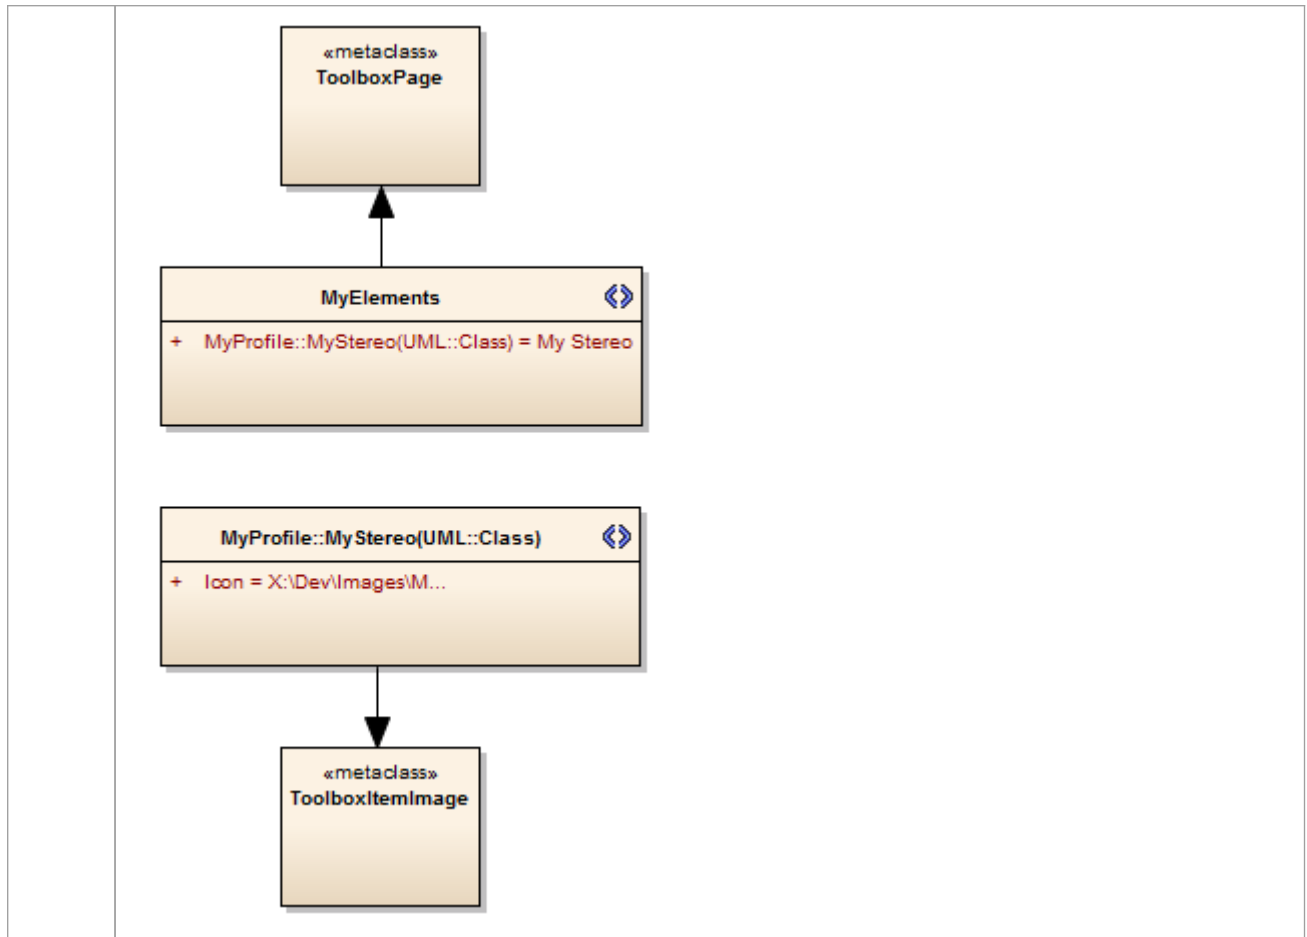 «metaclass»
ToolboxPage
MyElements
+ MyProfile::MyStereo(UML::Class) = My Stereo
MyProfile::MyStereo(UML::Class)
+ Icon = X:\Dev\Images\M...
«metaclass»
ToolboxItemImage